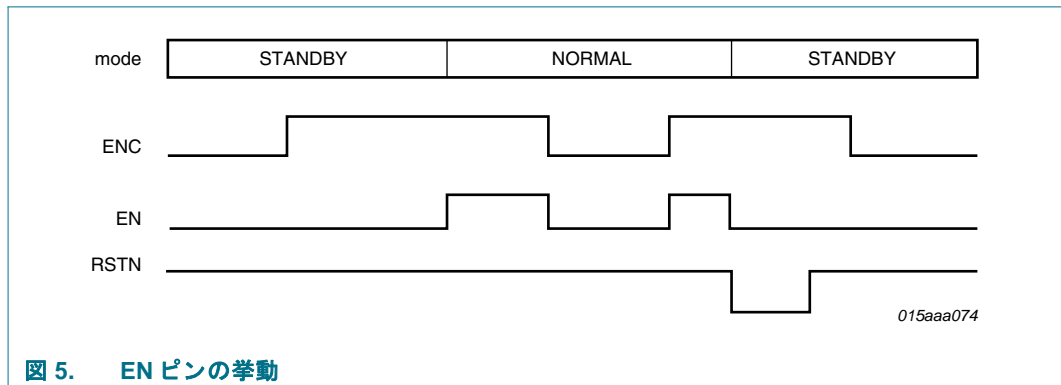 mode STANDBY NORMAL STANDBY
ENC
EN
RSTN
015aaa074
図 5. EN ピンの挙動